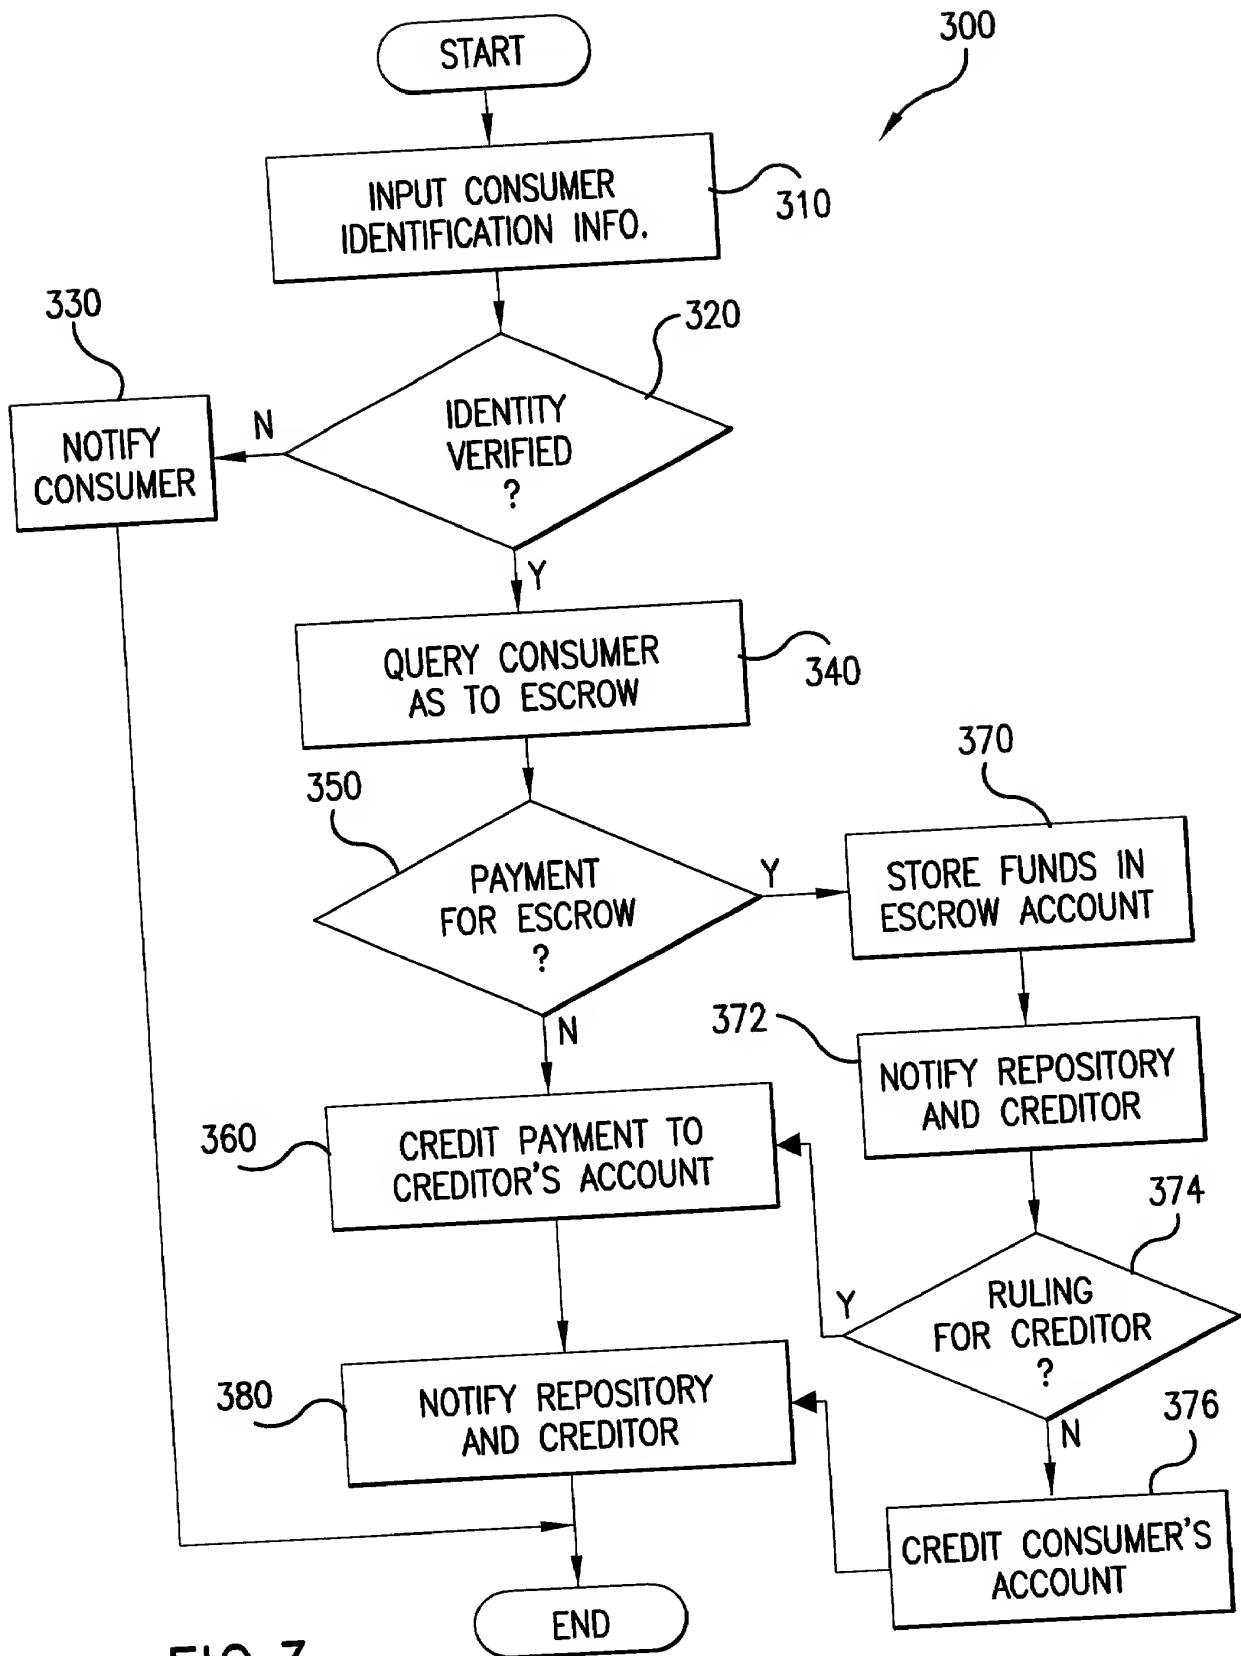 START
300
INPUT CONSUMER
IDENTIFICATION INFO.
310
330
320
NOTIFY
CONSUMER
N
IDENTITY
VERIFIED
?
Y
QUERY CONSUMER
AS TO ESCROW
340
350
370
PAYMENT
FOR ESCROW
?
Y
STORE FUNDS IN
ESCROW ACCOUNT
N
372
NOTIFY REPOSITORY
AND CREDITOR
360
CREDIT PAYMENT TO
CREDITOR'S ACCOUNT
374
Y
RULING
FOR CREDITOR
?
380
NOTIFY REPOSITORY
AND CREDITOR
N
376
CREDIT CONSUMER'S
ACCOUNT
END